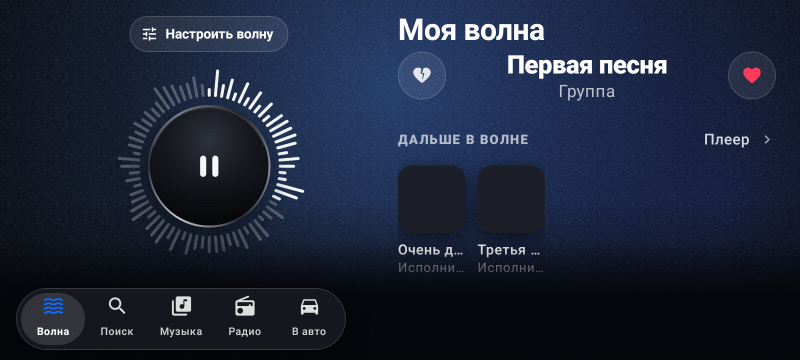 Настроить волну
Моя волна
Первая песня
Группа
ДАЛЬШЕ В ВОЛНЕ
Плеер
Очень д…
Третья …
Исполни…
Исполни…
Волна
Поиск
Музыка
Радио
В авто